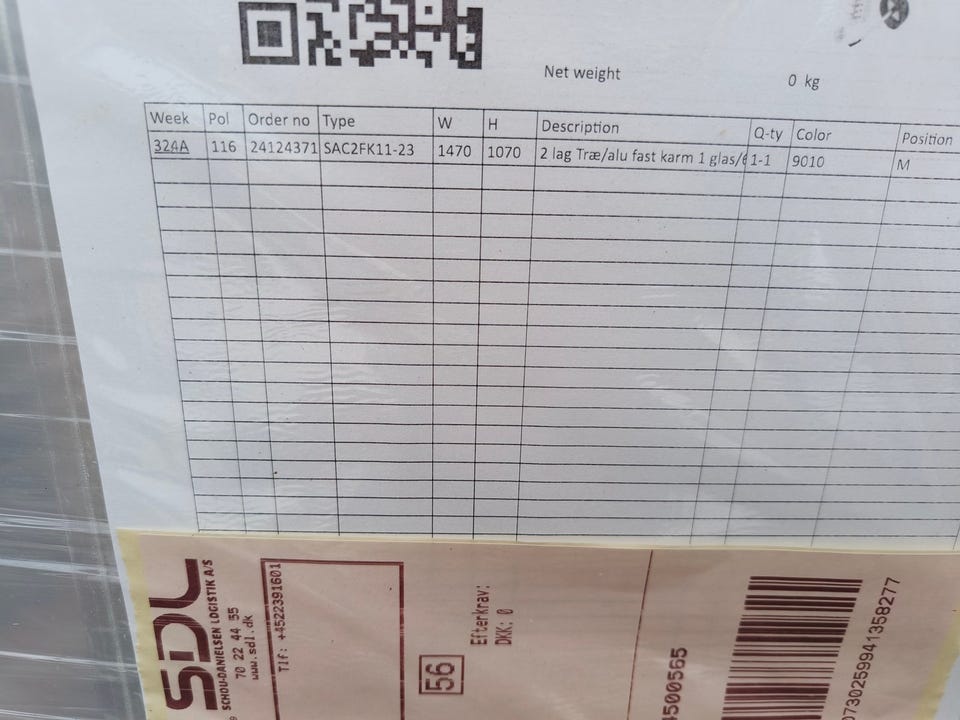 Net weight 0 kg
Week Pol Order no Type W H Description Q-ty Color Position
324A 116 24124371 SAC2FK11-23 1470 1070 2 lag Træ/alu fast karm 1 glas/ 1-1 9010 M
SDL
SCHOU-DANIELSEN LOGISTIK A/S
70 22 44 55
www.sdl.dk
Tlf: +4522391601
56
Efterkrav:
DKK: 0
4500565
0730259941358277